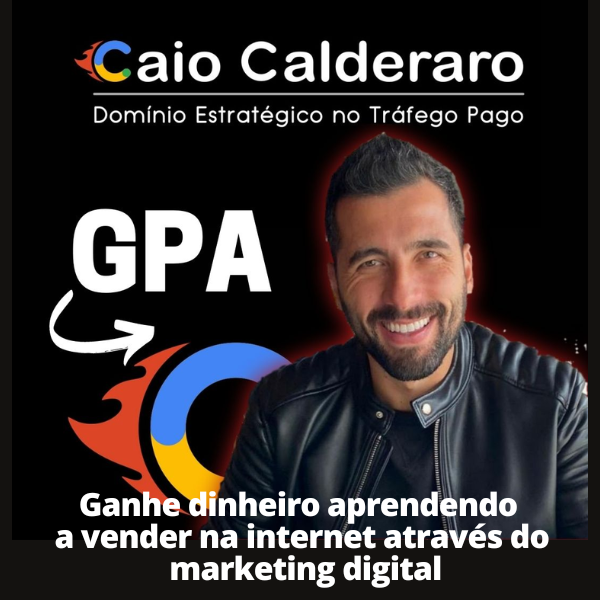 Caio Calderaro
Domínio Estratégico no Tráfego Pago
GPA
Ganhe dinheiro aprendendo
a vender na internet através do
marketing digital